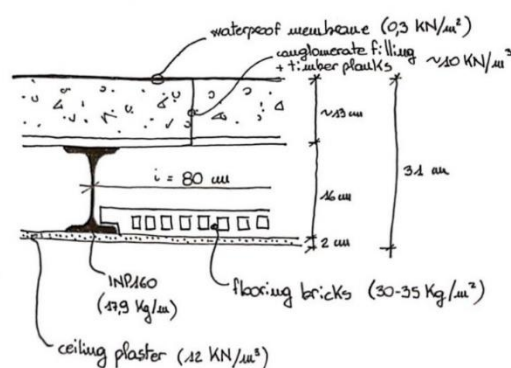 waterproof membrane (0,3 KN/m²)
conglomerate filling
+ timber planks ~10 KN/m³
~13 cm
i = 80 cm
16 cm
31 cm
2 cm
INP160
(17,9 Kg/m)
flooring bricks (30-35 Kg/m²)
ceiling plaster (12 KN/m³)